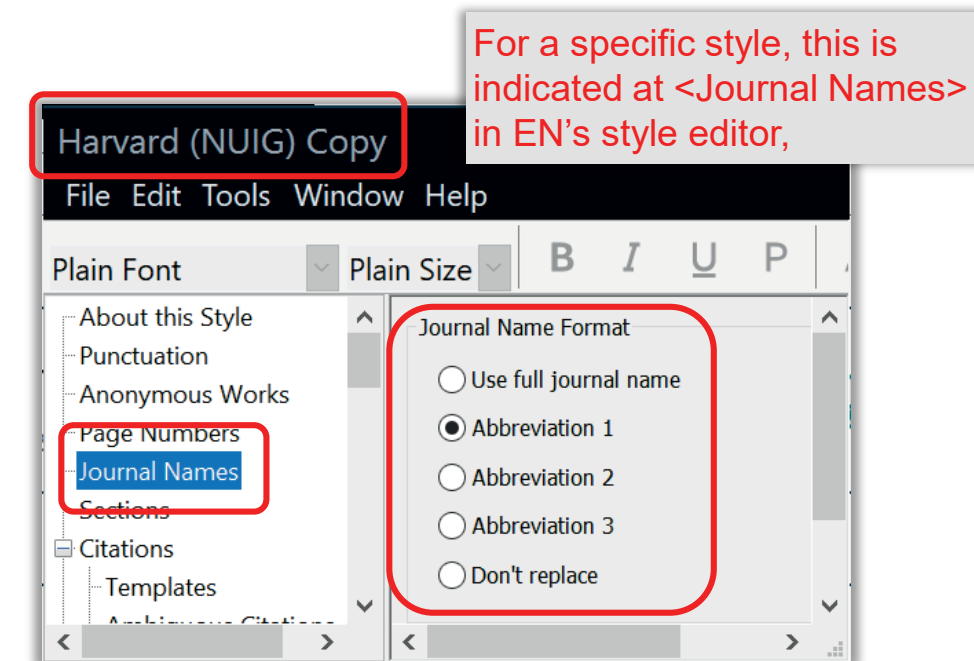 For a specific style, this is
indicated at <Journal Names>
in EN's style editor,
Harvard (NUIG) Copy
File Edit Tools Window Help
Plain Font Plain Size B I U P
About this Style
Punctuation
Anonymous Works
Page Numbers
Journal Names
Sections
Citations
Templates
Ambiguous Citations
Journal Name Format
Use full journal name
Abbreviation 1
Abbreviation 2
Abbreviation 3
Don't replace